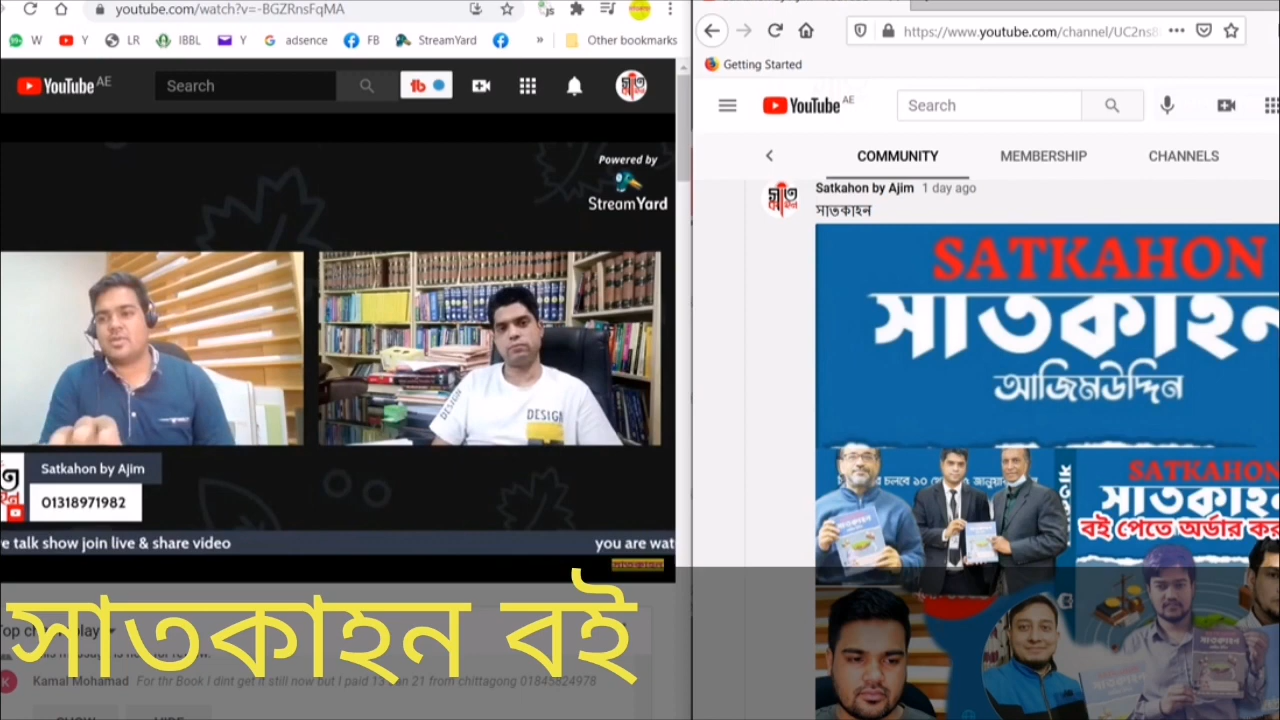 youtube.com/watch?v=-BGZRnsFqMA
W
Y
LR
IBBL
Y
adsence
FB
StreamYard
»
Other bookmarks
YouTube AE
Search
Powered by
StreamYard
DESIGN
DESIGN
Satkahon by Ajim
01318971982
e talk show join live & share video
you are wat
সাতকাহন বই
Kamal Mohamad For thr Book I dint get it still now but I paid 13 Jan 21 from chittagong 01845824978
https://www.youtube.com/channel/UC2ns8
Getting Started
YouTube AE
Search
COMMUNITY
MEMBERSHIP
CHANNELS
Satkahon by Ajim 1 day ago
সাতকাহন
SATKAHON
সাতকাহন
আজিমউদ্দিন
SATKAHON
সাতকাহন
বই পেতে অর্ডার কর